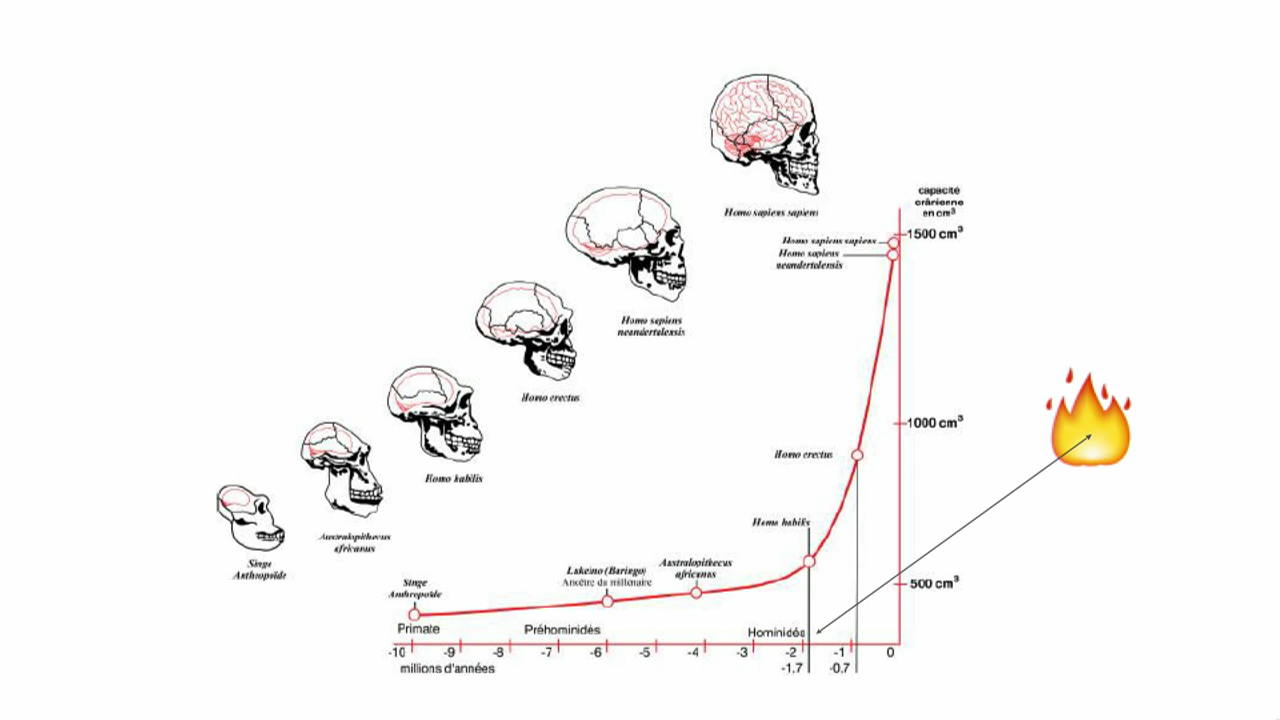 Homo sapiens sapiens
capacité
crânienne
en cm³
1500 cm³
Homo sapiens sapiens
Homo sapiens
neandertalensis
Homo sapiens
neandertalensis
Homo erectus
1000 cm³
Homo erectus
Homo habilis
Homo habilis
Australopithecus
africanus
Singe
Anthropoïde
Lukeino (Baringo)
Ancêtre du millénaire
Australopithecus
africanus
500 cm³
Singe
Anthropoïde
Primate
Préhominidés
Hominidés
-10 -9 -8 -7 -6 -5 -4 -3 -2 -1 0
millions d'années
-1.7
-0.7